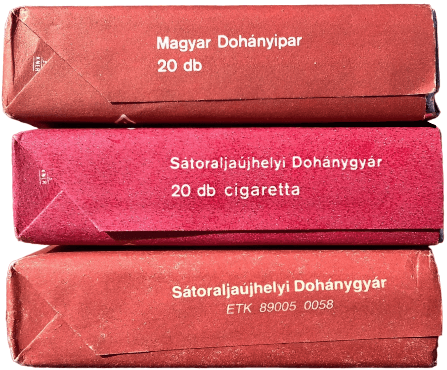 Magyar Dohányipar
20 db
Sátoraljaújhelyi Dohánygyár
20 db cigaretta
Sátoraljaújhelyi Dohánygyár
ETK 89005 0058